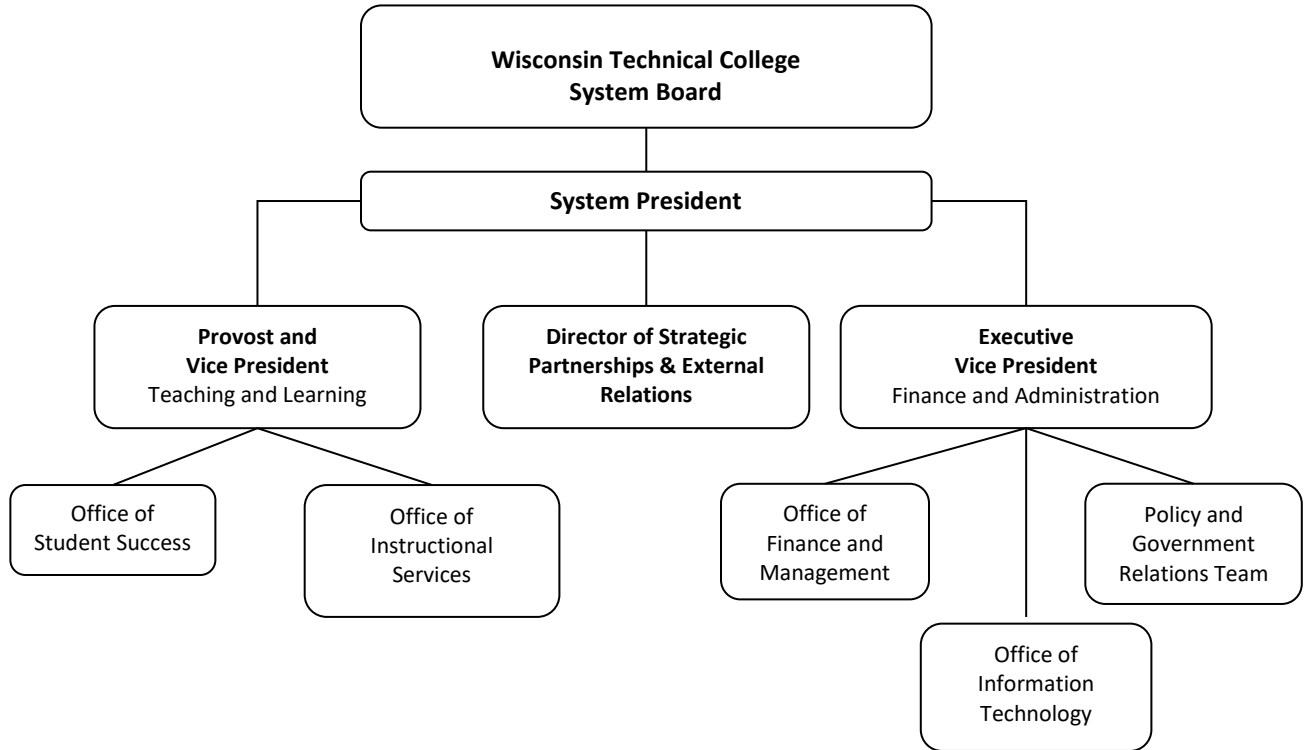 Wisconsin Technical College
System Board
System President
Provost and
Vice President
Teaching and Learning
Director of Strategic
Partnerships & External
Relations
Executive
Vice President
Finance and Administration
Office of
Student Success
Office of
Instructional
Services
Office of
Finance and
Management
Policy and
Government
Relations Team
Office of
Information
Technology